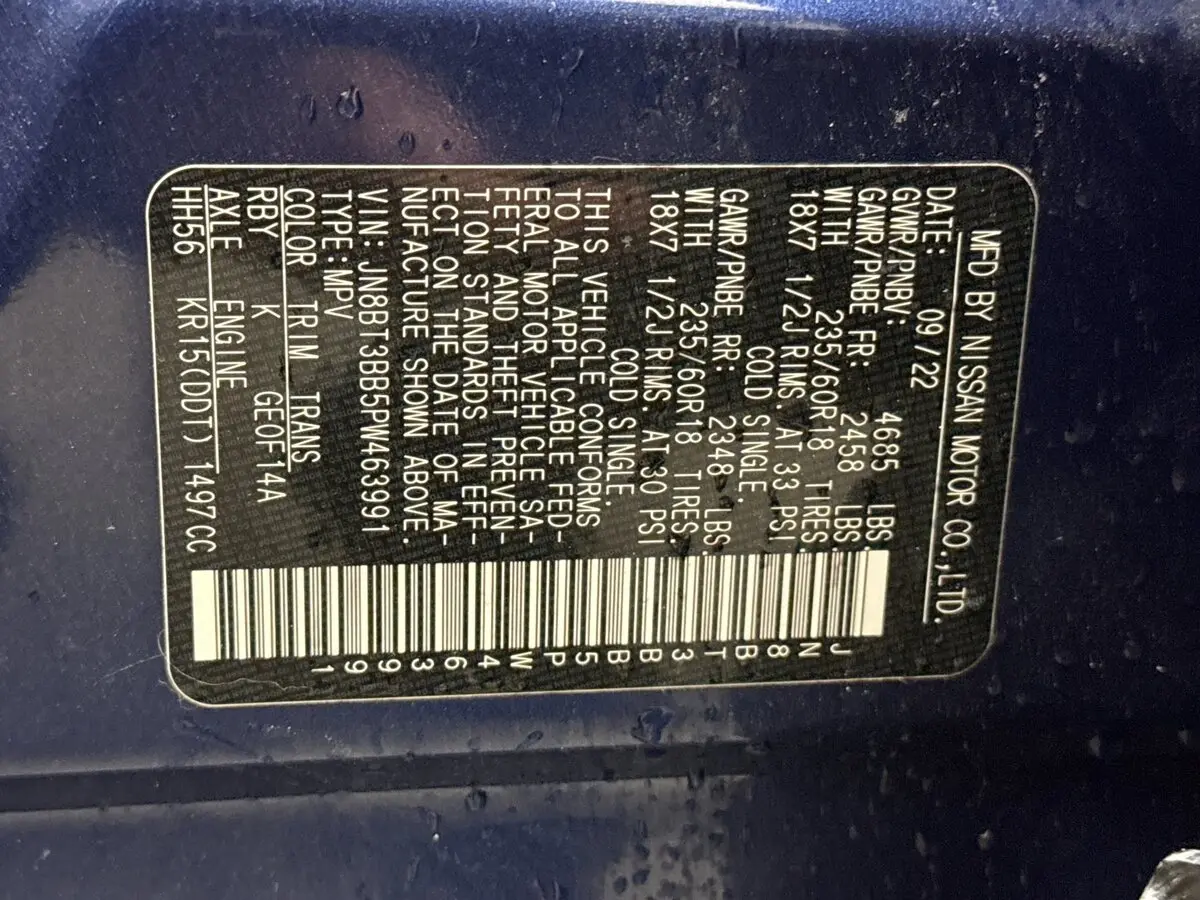 MFD BY NISSAN MOTOR CO.,LTD.
DATE: 09/22
GVWR/PNBV: 4685 LBS.
GAWR/PNBE FR: 2458 LBS.
WITH 235/60R18 TIRES.
18X7 1/2J RIMS. AT 33 PSI
COLD SINGLE.
GAWR/PNBE RR: 2348 LBS.
WITH 235/60R18 TIRES.
18X7 1/2J RIMS. AT 30 PSI
COLD SINGLE.
THIS VEHICLE CONFORMS
TO ALL APPLICABLE FED-
ERAL MOTOR VEHICLE SA-
FETY AND THEFT PREVEN-
TION STANDARDS IN EFF-
ECT ON THE DATE OF MA-
NUFACTURE SHOWN ABOVE.
VIN: JN8BT3BB5PW463991
TYPE:MPV
COLOR TRIM TRANS
RBY K GE0F14A
AXLE ENGINE
HH56 KR15(DDT) 1497CC
JN8BT3BB5PW463991